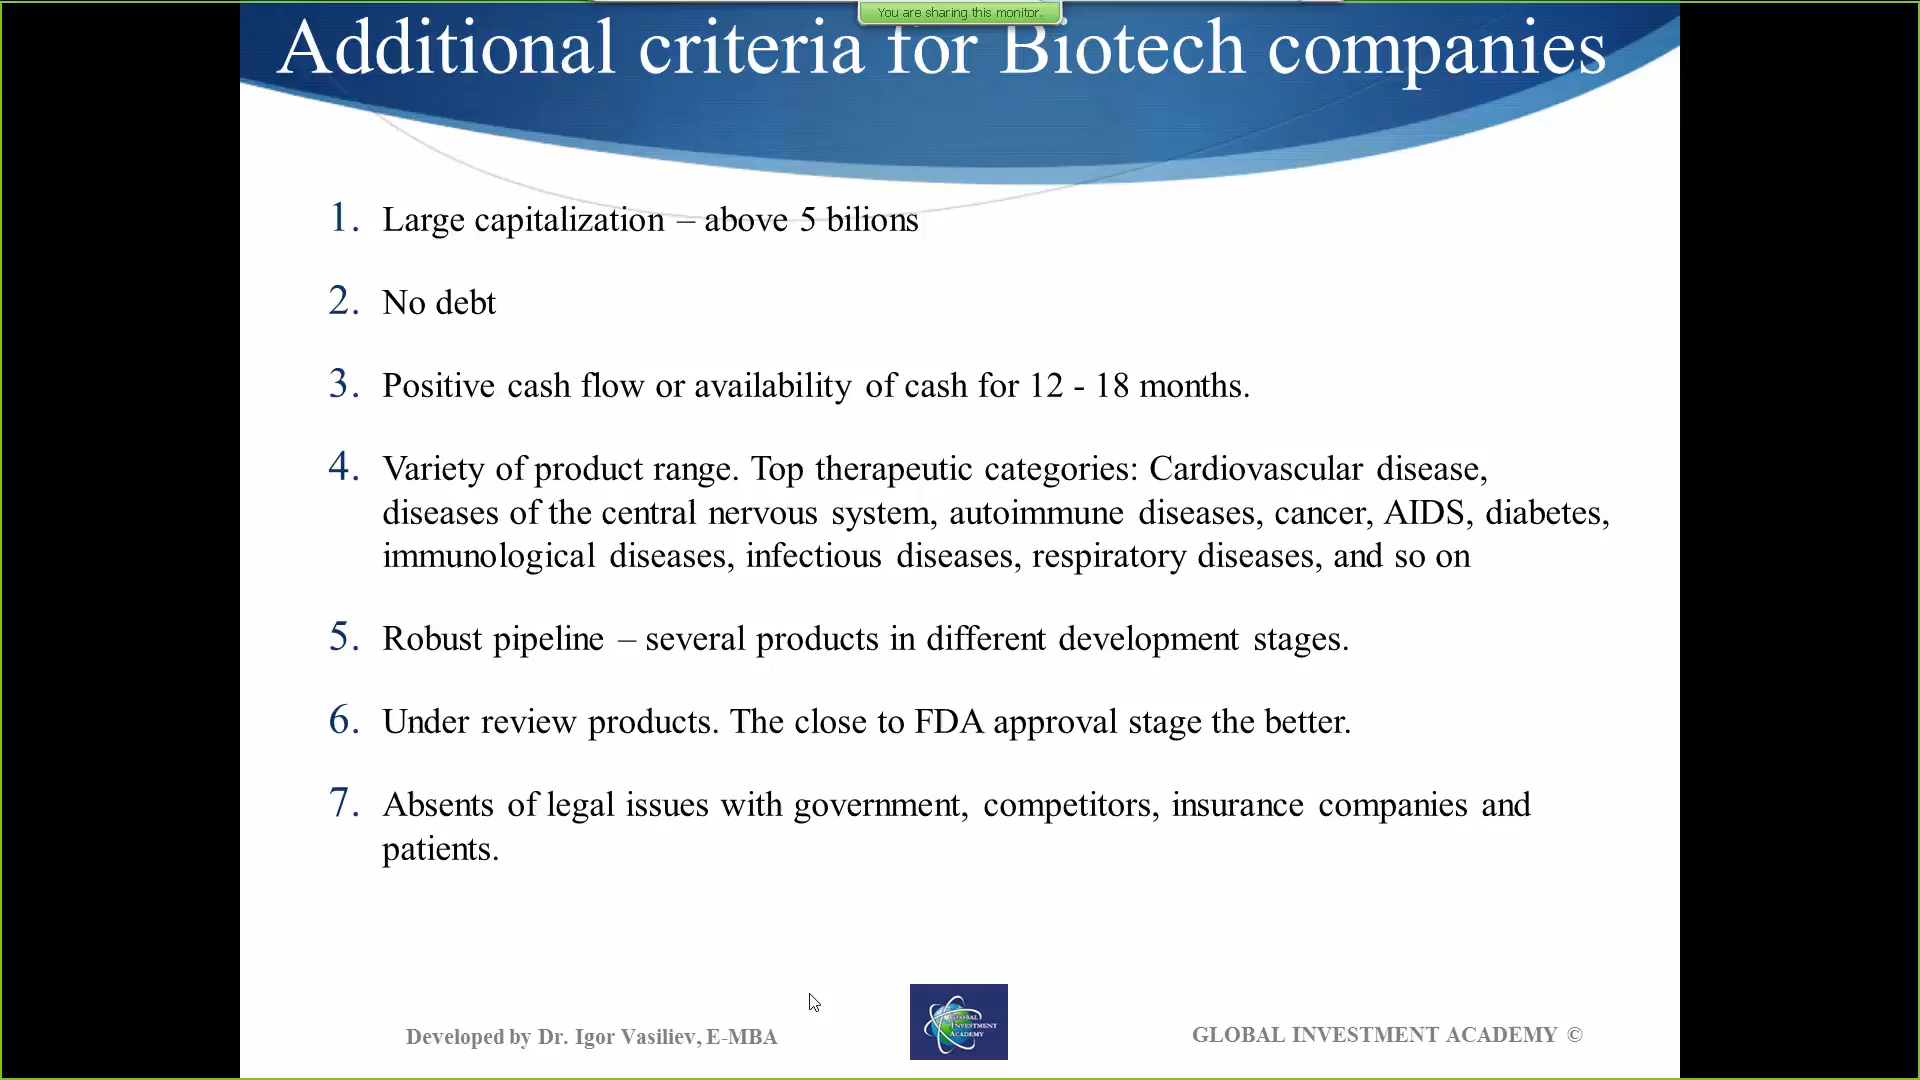 You are sharing this monitor.
Additional criteria for Biotech companies
1. Large capitalization – above 5 bilions
2. No debt
3. Positive cash flow or availability of cash for 12 - 18 months.
4. Variety of product range. Top therapeutic categories: Cardiovascular disease,
diseases of the central nervous system, autoimmune diseases, cancer, AIDS, diabetes,
immunological diseases, infectious diseases, respiratory diseases, and so on
5. Robust pipeline – several products in different development stages.
6. Under review products. The close to FDA approval stage the better.
7. Absents of legal issues with government, competitors, insurance companies and
patients.
Developed by Dr. Igor Vasiliev, E-MBA
GLOBAL
INVESTMENT
ACADEMY
GLOBAL INVESTMENT ACADEMY ©